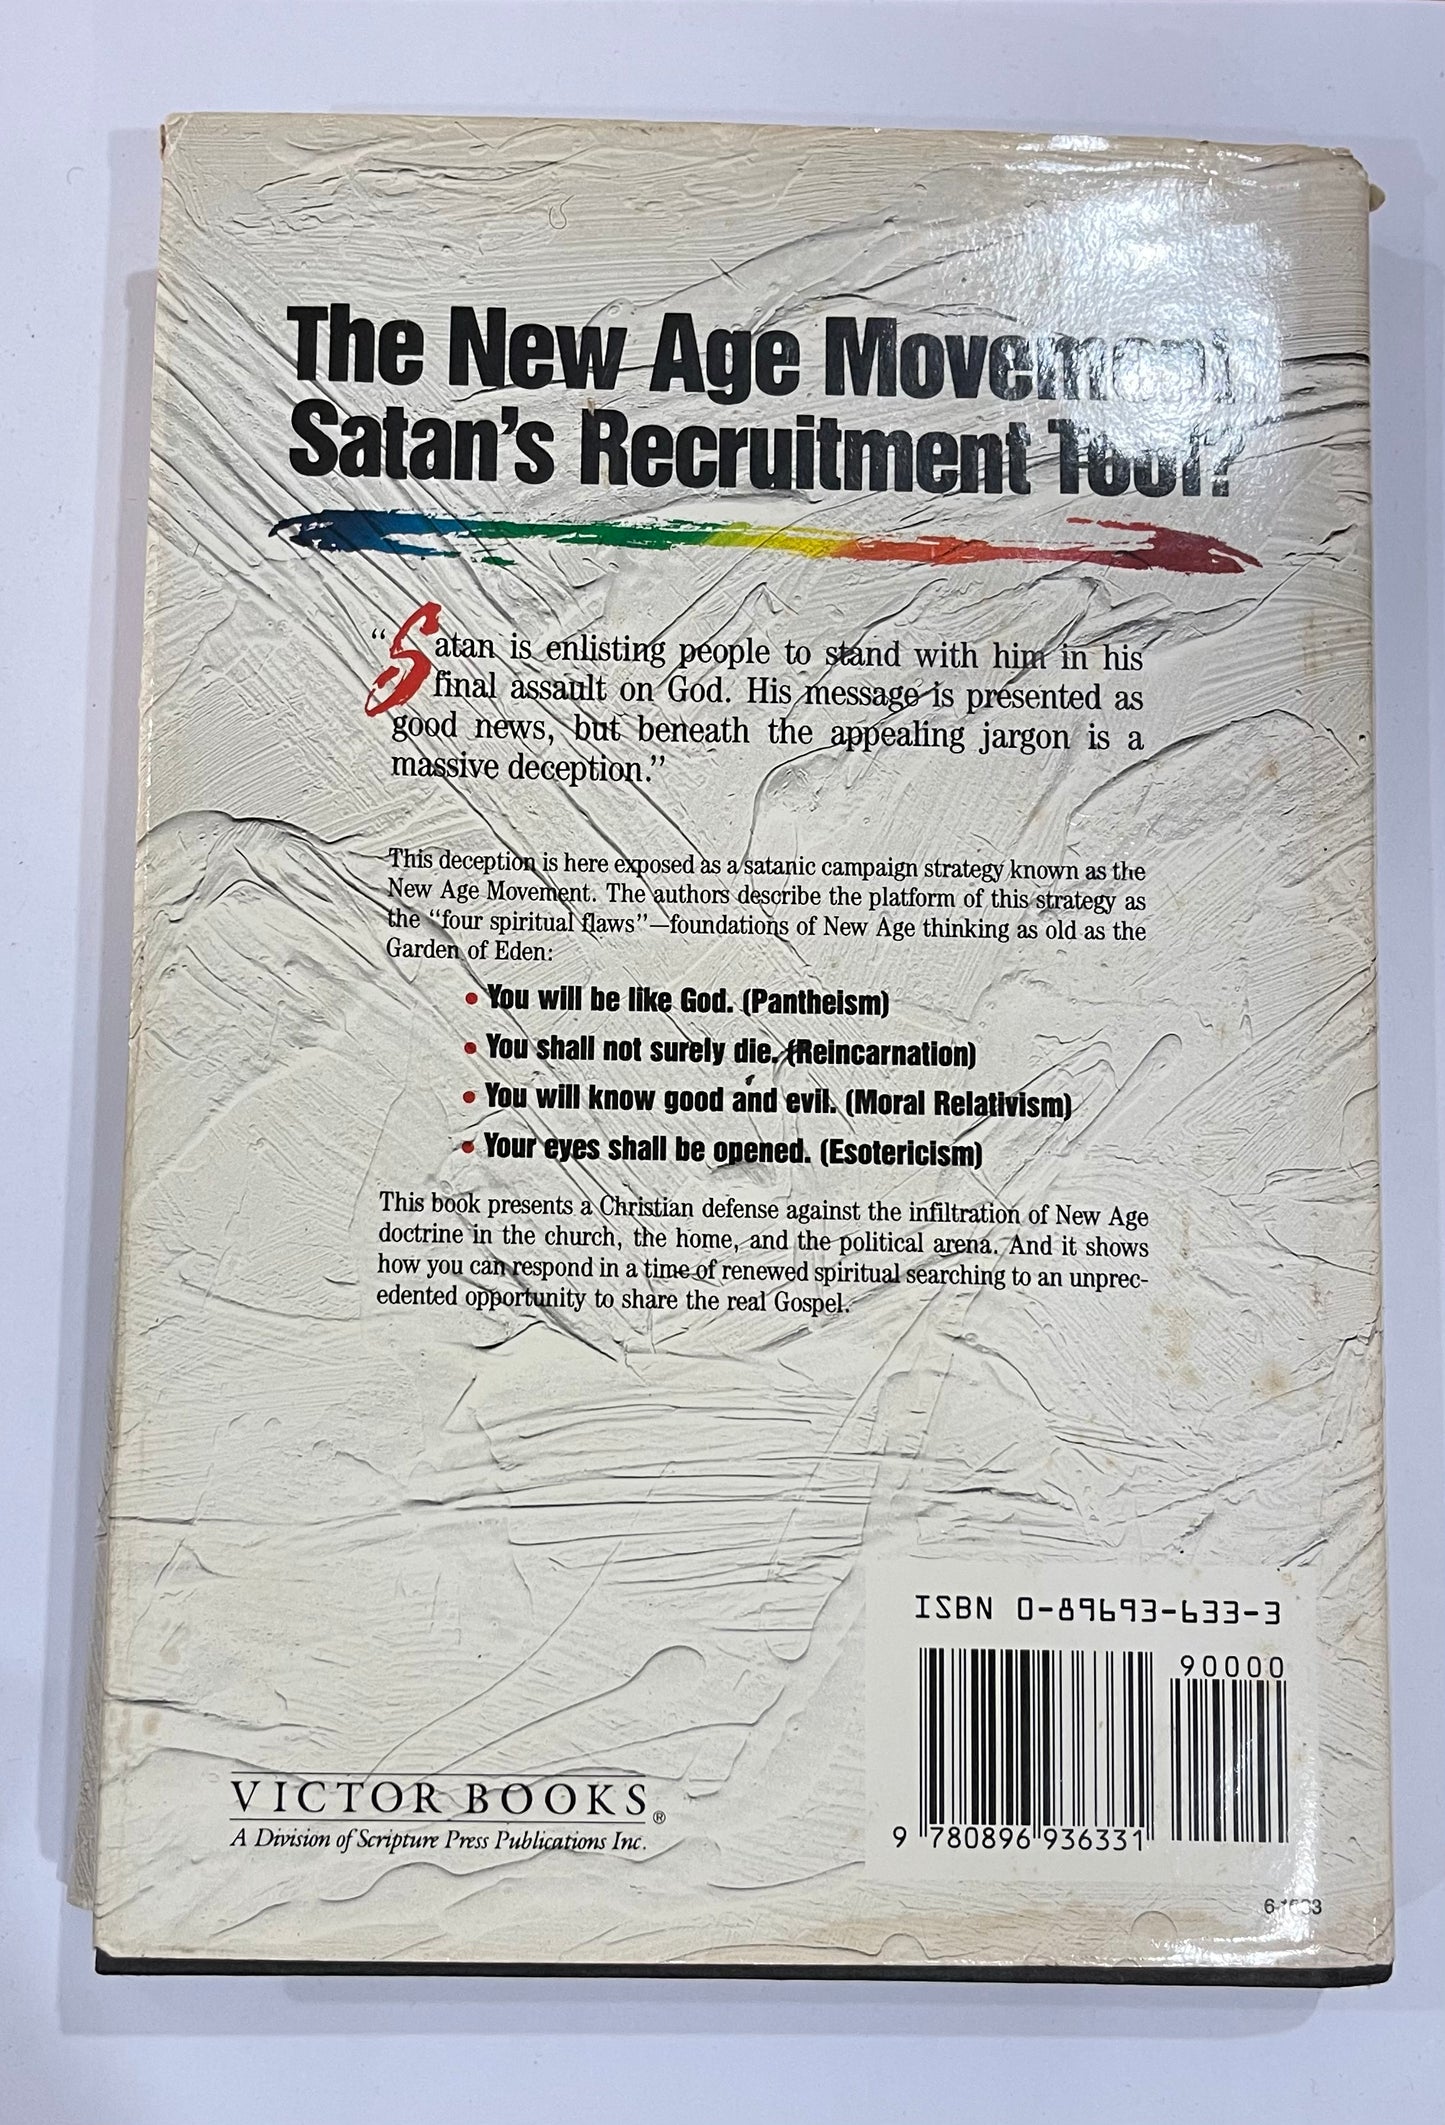 The New Age Movement:
Satan's Recruitment Tool?
“Satan is enlisting people to stand with him in his
final assault on God. His message is presented as
good news, but beneath the appealing jargon is a
massive deception.”
This deception is here exposed as a satanic campaign strategy known as the
New Age Movement. The authors describe the platform of this strategy as
the “four spiritual flaws”—foundations of New Age thinking as old as the
Garden of Eden:
• You will be like God. (Pantheism)
• You shall not surely die. (Reincarnation)
• You will know good and evil. (Moral Relativism)
• Your eyes shall be opened. (Esotericism)
This book presents a Christian defense against the infiltration of New Age
doctrine in the church, the home, and the political arena. And it shows
how you can respond in a time of renewed spiritual searching to an unprec-
edented opportunity to share the real Gospel.
ISBN 0-89693-633-3
90000
9 780896 936331
VICTOR BOOKS®
A Division of Scripture Press Publications Inc.